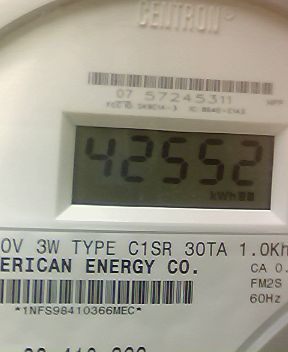 CENTRON®
07 57245311
42552
kWh
0V 3W TYPE C1SR 30TA 1.0Kh
ERICAN ENERGY CO.
CA 0.
FM2S
60Hz
*1NFS98410366MEC*